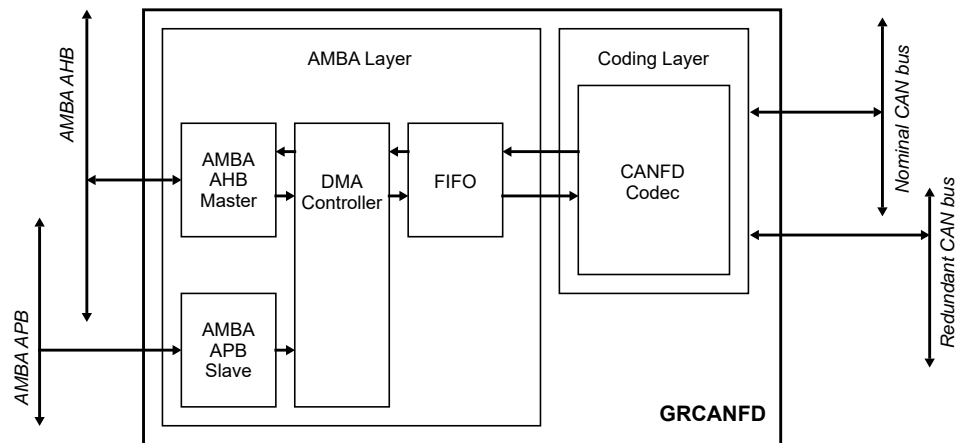 AMBA AHB
AMBA APB
AMBA Layer
AMBA
AHB
Master
DMA
Controller
FIFO
AMBA
APB
Slave
Coding Layer
CANFD
Codec
GRCANFD
Nominal CAN bus
Redundant CAN bus